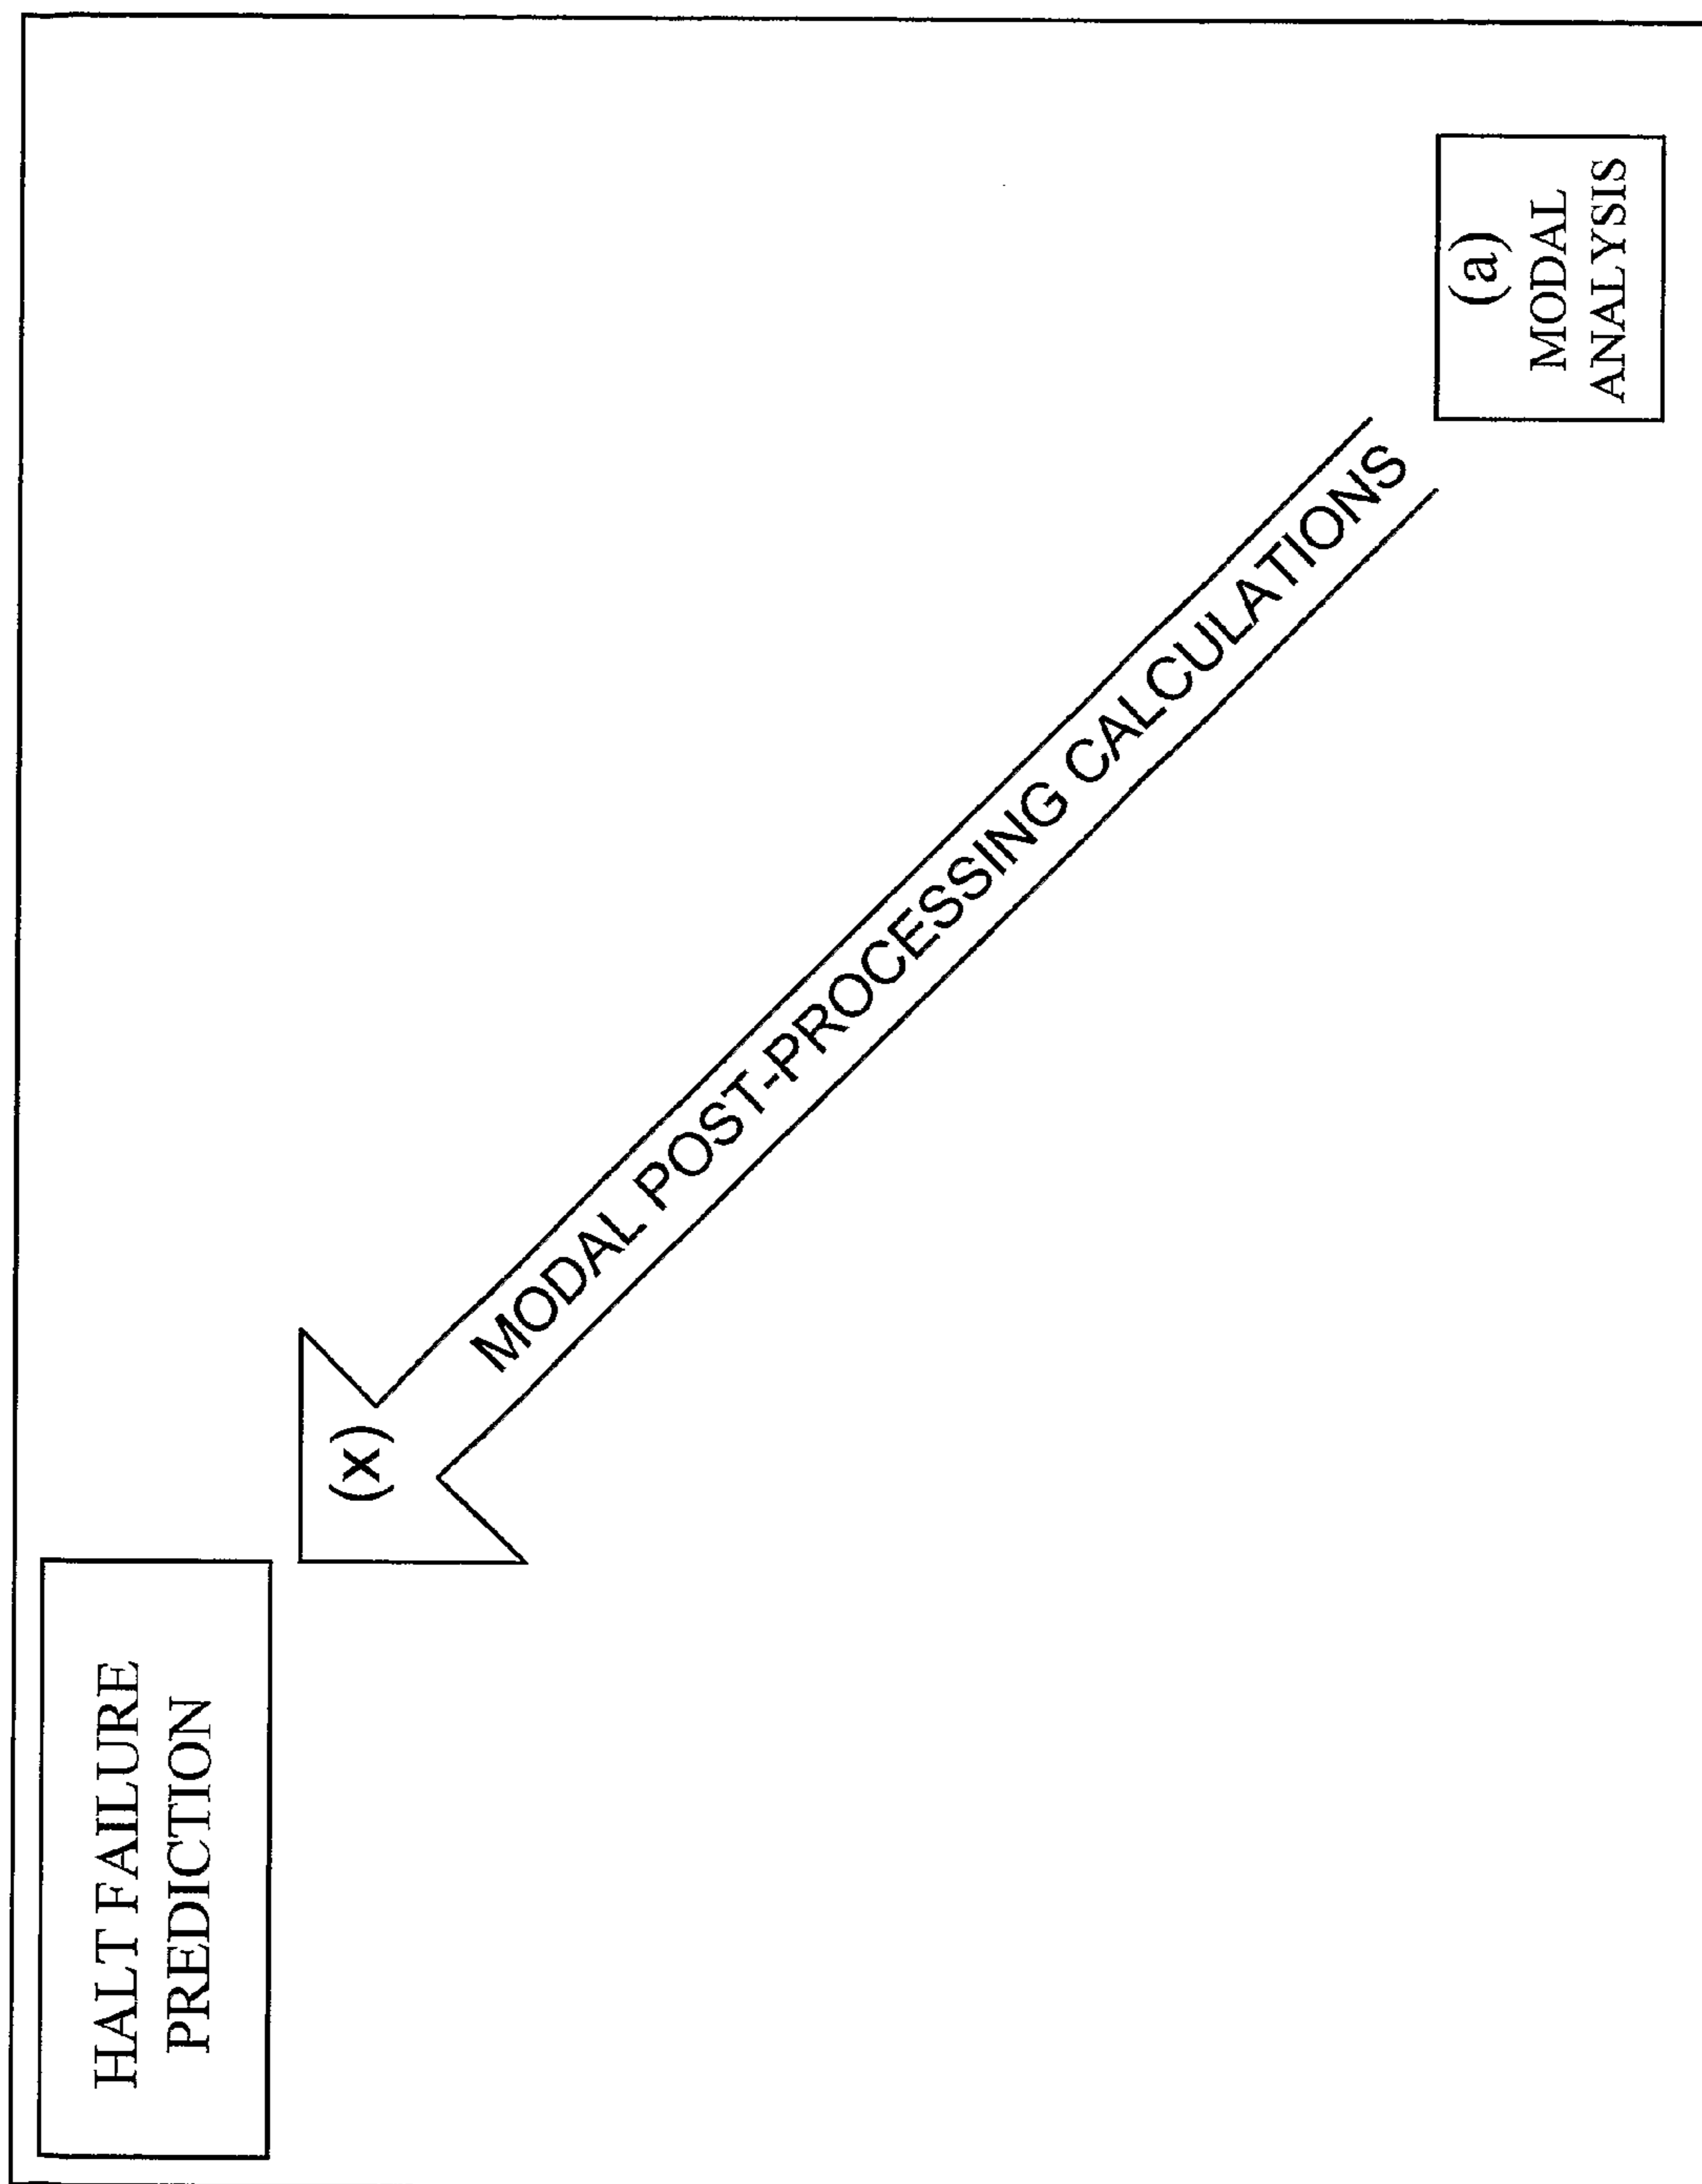 HALT FAILURE
PREDICTION
(x)
MODAL POST-PROCESSING CALCULATIONS
(a)
MODAL
ANALYSIS